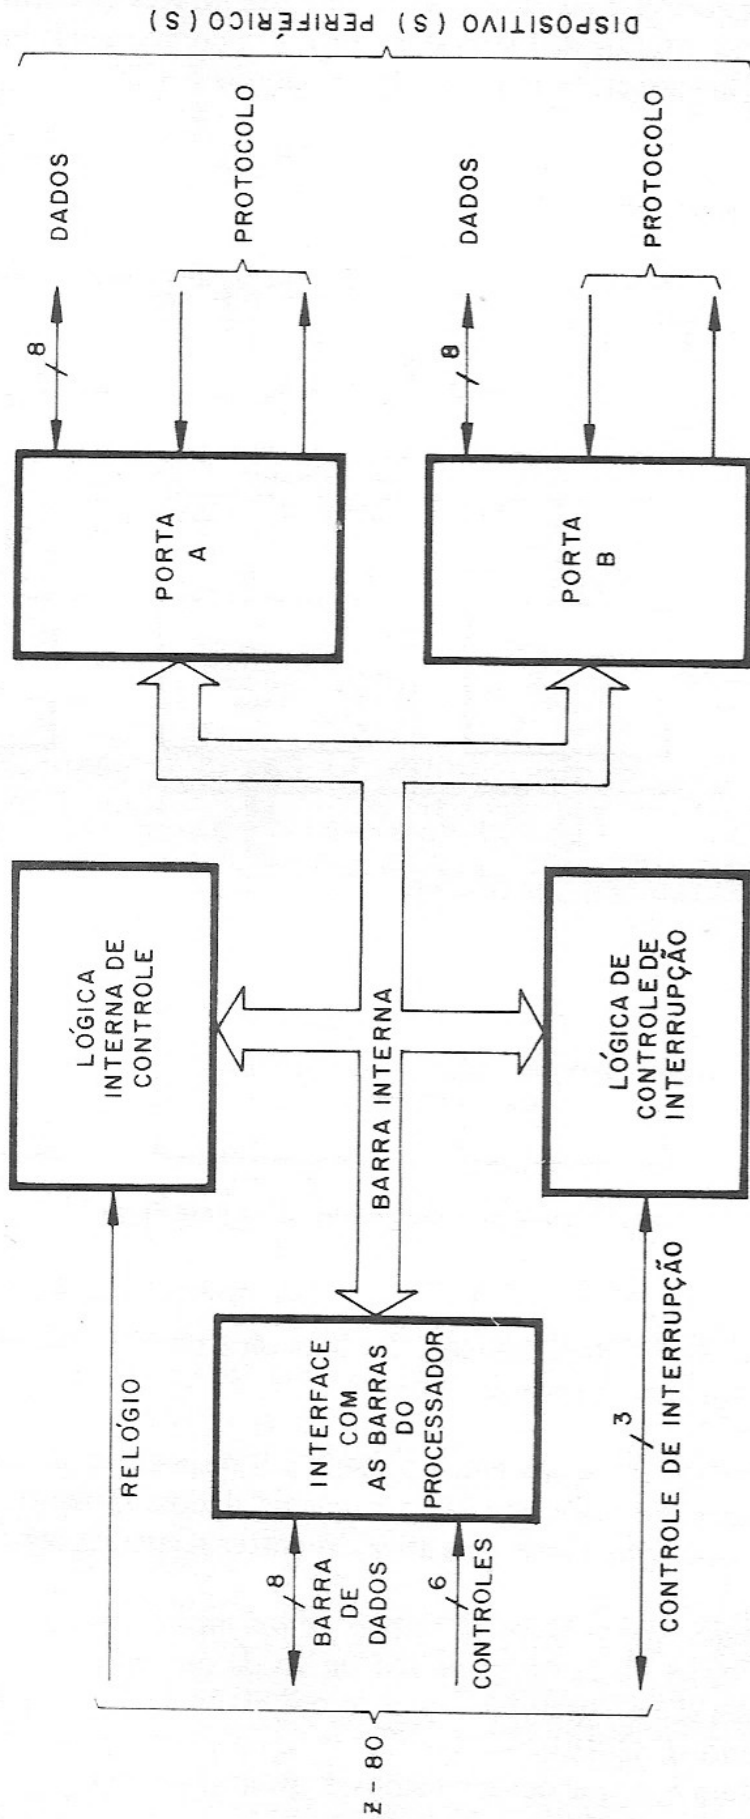 Z - 80
RELÓGIO
8
BARRA
DE
DADOS
6
CONTROLES
3
CONTROLE DE INTERRUPÇÃO
INTERFACE
COM
AS BARRAS
DO
PROCESSADOR
LÓGICA
INTERNA DE
CONTROLE
BARRA INTERNA
LÓGICA DE
CONTROLE DE
INTERRUPÇÃO
PORTA
A
PORTA
B
8
DADOS
PROTOCOLO
8
DADOS
PROTOCOLO
DISPOSITIVO (S) PERIFÉRICO (S)